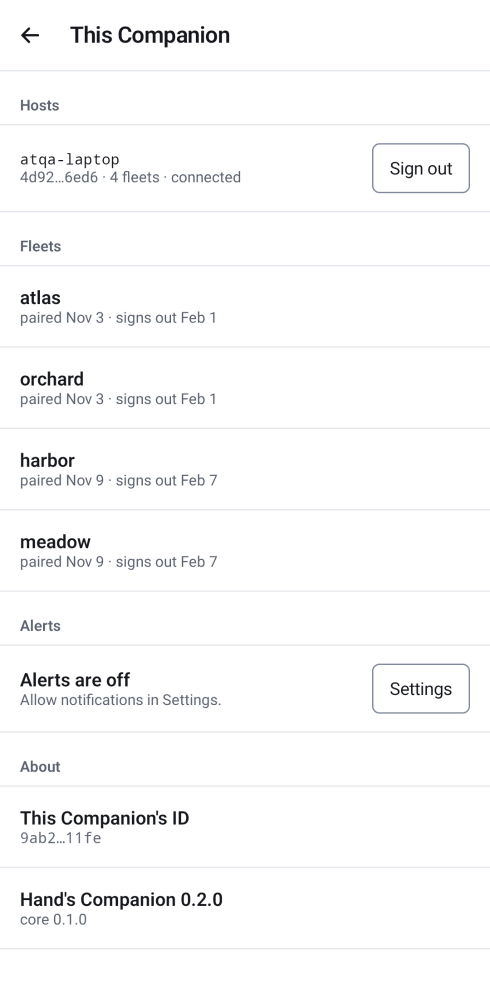 This Companion
Hosts
atqa-laptop
4d92…6ed6 · 4 fleets · connected
Sign out
Fleets
atlas
paired Nov 3 · signs out Feb 1
orchard
paired Nov 3 · signs out Feb 1
harbor
paired Nov 9 · signs out Feb 7
meadow
paired Nov 9 · signs out Feb 7
Alerts
Alerts are off
Allow notifications in Settings.
Settings
About
This Companion's ID
9ab2…11fe
Hand's Companion 0.2.0
core 0.1.0